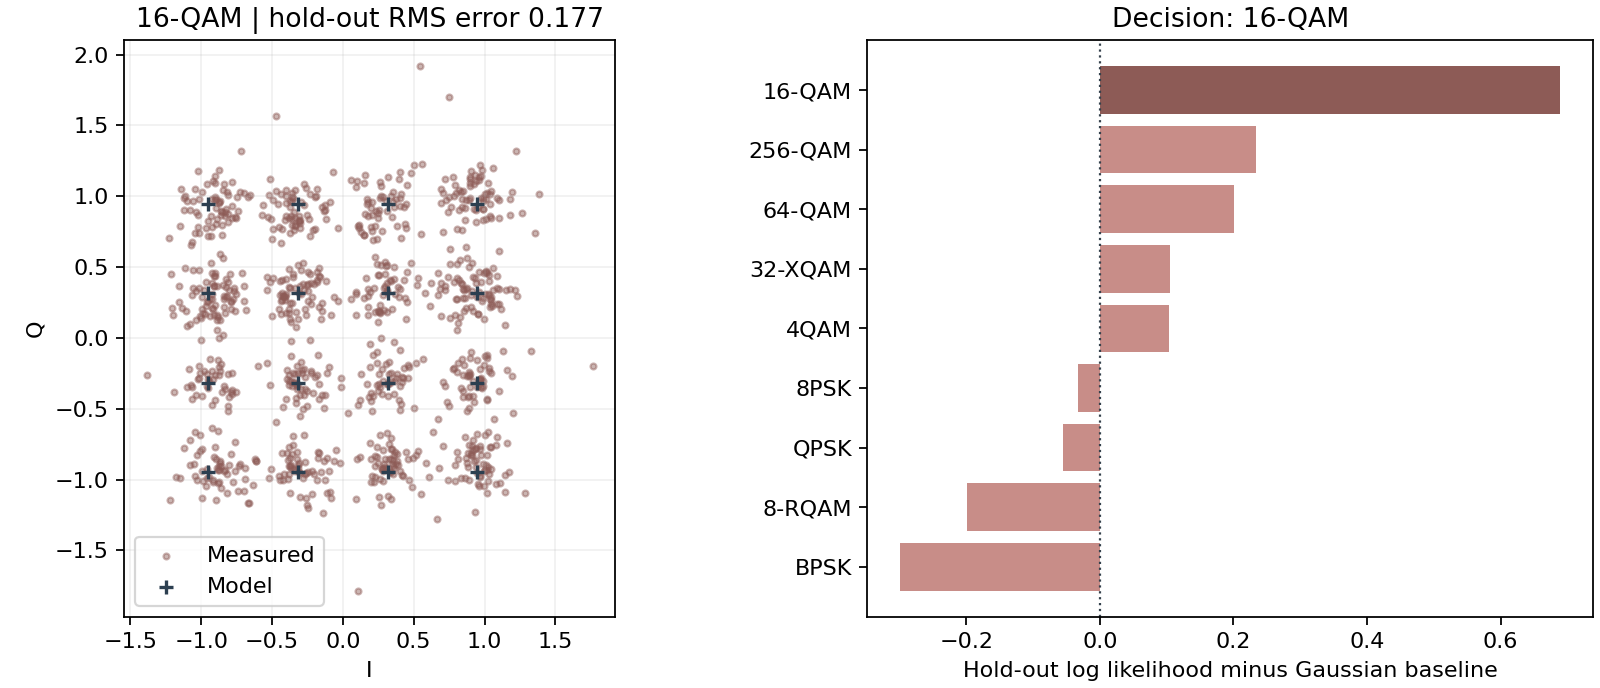 16-QAM | hold-out RMS error 0.177
2.0
1.5
1.0
0.5
0.0
−0.5
−1.0
−1.5
Q
Measured
Model
−1.5 −1.0 −0.5 0.0 0.5 1.0 1.5
I
Decision: 16-QAM
16-QAM
256-QAM
64-QAM
32-XQAM
4QAM
8PSK
QPSK
8-RQAM
BPSK
−0.2 0.0 0.2 0.4 0.6
Hold-out log likelihood minus Gaussian baseline